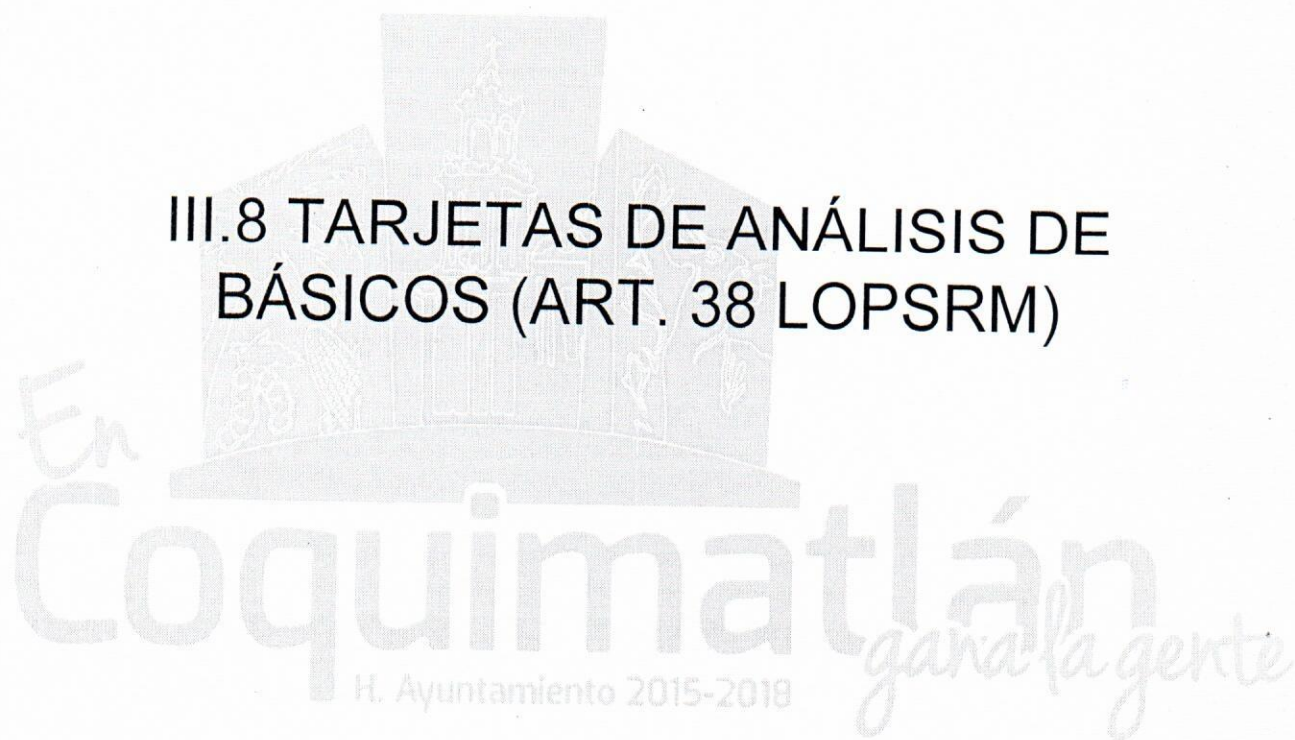 III.8 TARJETAS DE ANÁLISIS DE
BÁSICOS (ART. 38 LOPSRM)
En
Coquimatlán
gana la gente
H. Ayuntamiento 2015-2018